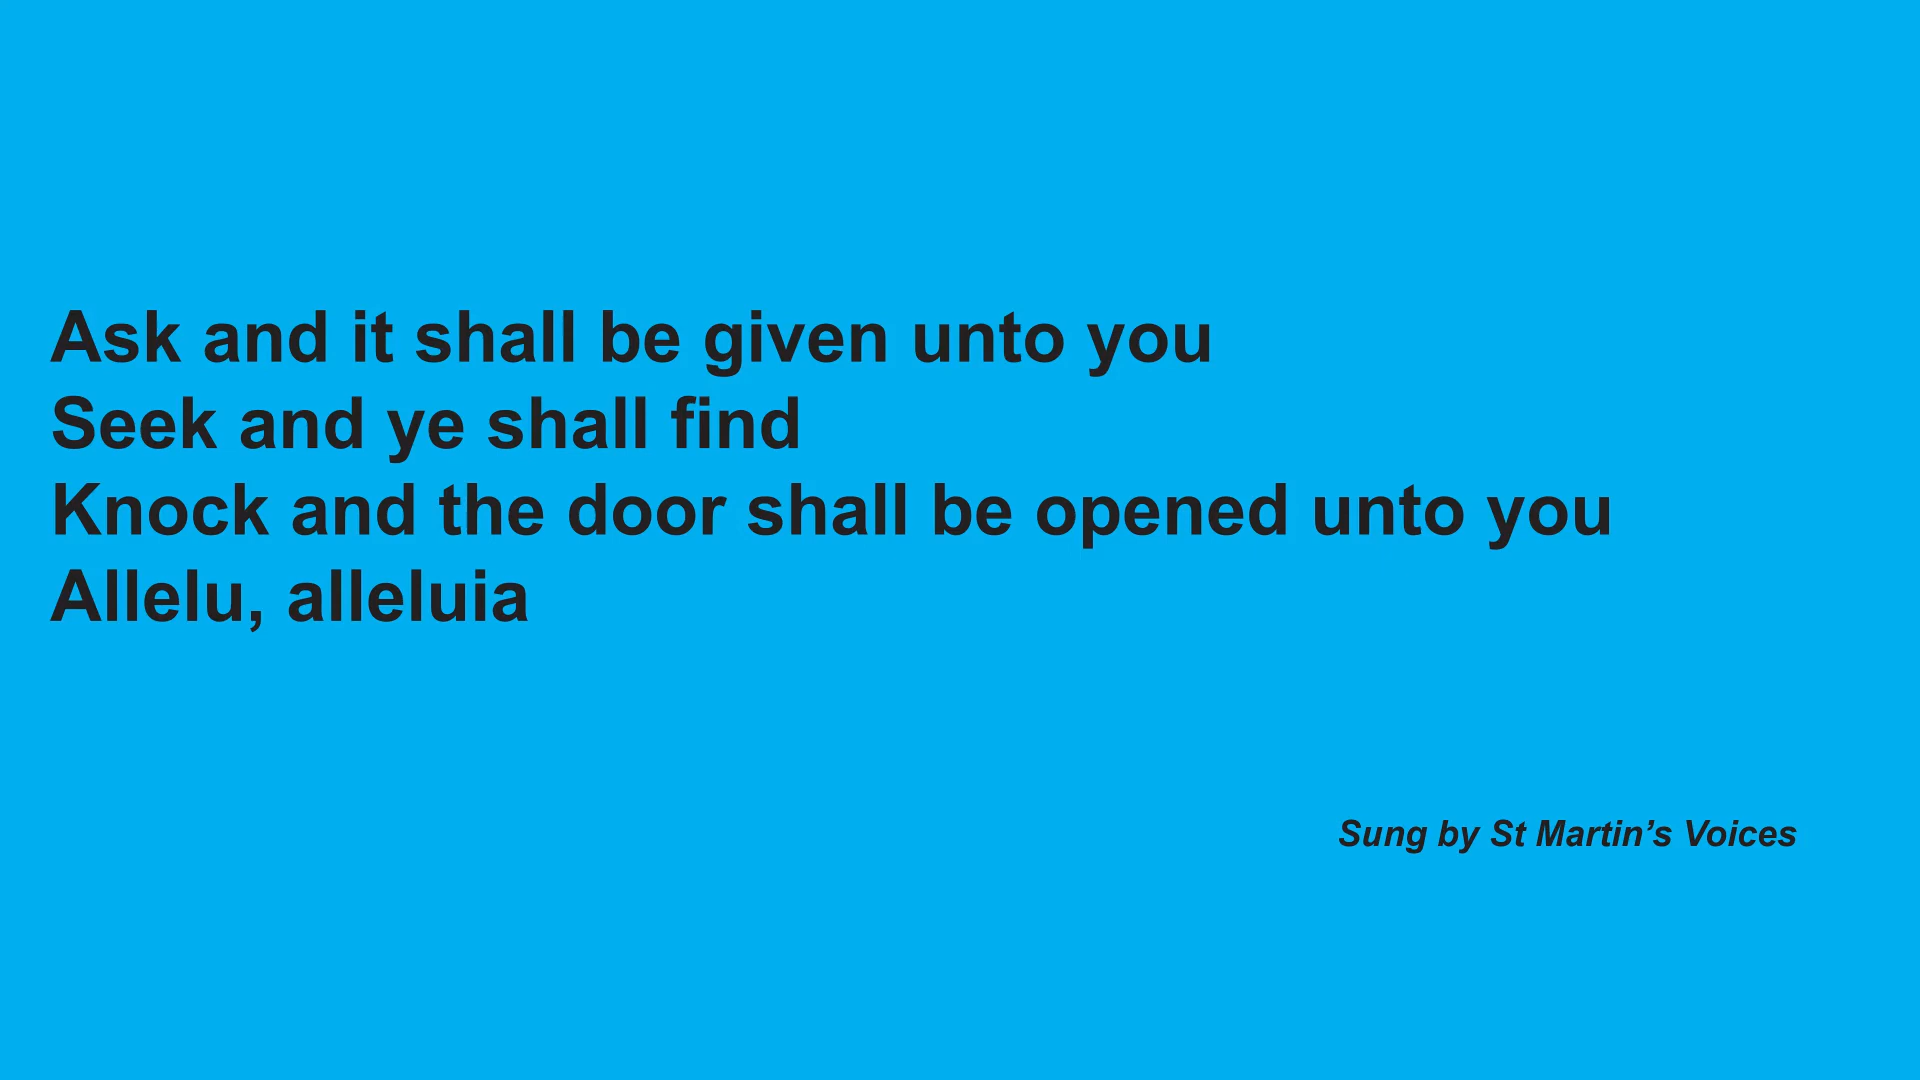 Ask and it shall be given unto you
Seek and ye shall find
Knock and the door shall be opened unto you
Allelu, alleluia
Sung by St Martin’s Voices